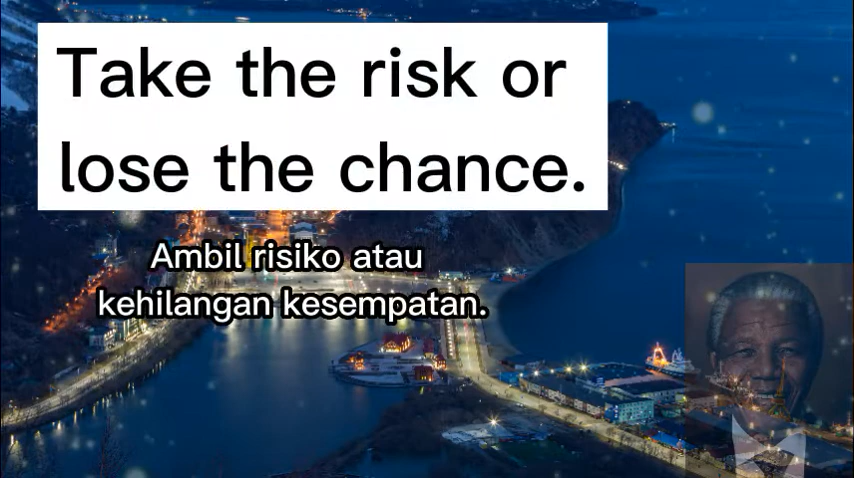 Take the risk or
lose the chance.
Ambil risiko atau
kehilangan kesempatan.